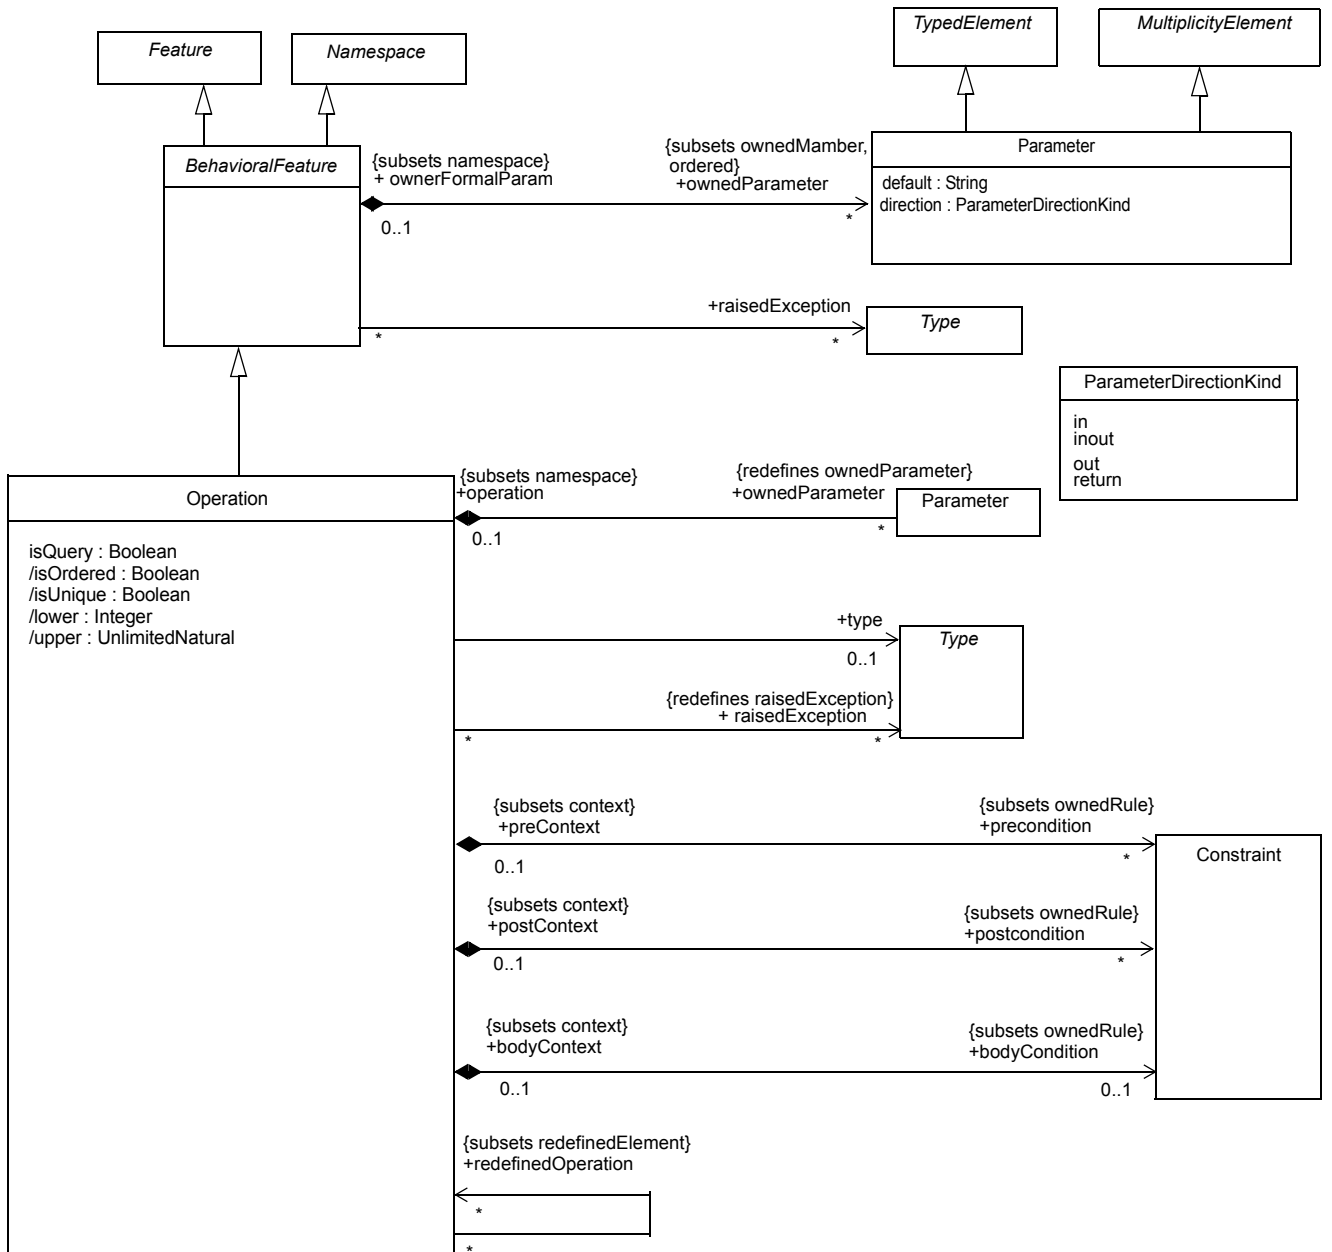 Feature
Namespace
TypedElement
MultiplicityElement
BehavioralFeature
{subsets namespace}
+ ownerFormalParam
0..1
{subsets ownedMamber,
ordered}
+ownedParameter
*
Parameter
default : String
direction : ParameterDirectionKind
+raisedException
*
*
Type
ParameterDirectionKind
in
inout
out
return
Operation
isQuery : Boolean
/isOrdered : Boolean
/isUnique : Boolean
/lower : Integer
/upper : UnlimitedNatural
{subsets namespace}
+operation
0..1
{redefines ownedParameter}
+ownedParameter
*
Parameter
+type
0..1
Type
{redefines raisedException}
+ raisedException
*
*
{subsets context}
+preContext
0..1
{subsets ownedRule}
+precondition
*
Constraint
{subsets context}
+postContext
0..1
{subsets ownedRule}
+postcondition
*
{subsets context}
+bodyContext
0..1
{subsets ownedRule}
+bodyCondition
0..1
{subsets redefinedElement}
+redefinedOperation
*
*